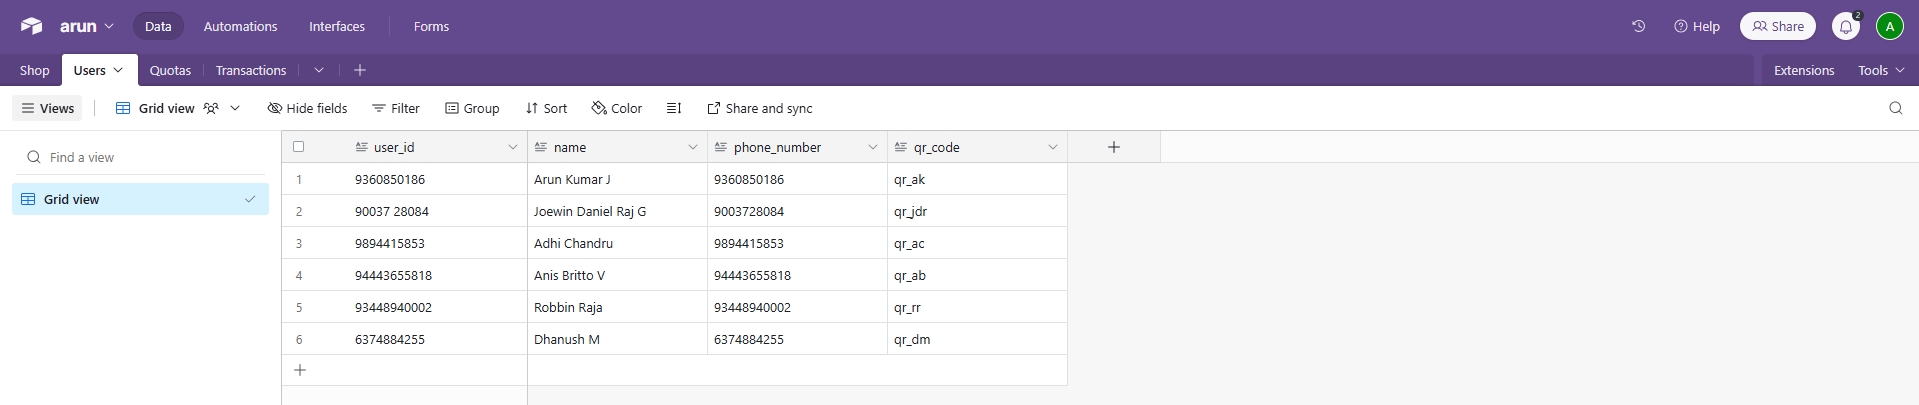 arun Data Automations Interfaces Forms Help Share 2 A
Shop Users Quotas Transactions Extensions Tools
Views Grid view Hide fields Filter Group Sort Color Share and sync
Find a view
Grid view
user_id name phone_number qr_code
1 9360850186 Arun Kumar J 9360850186 qr_ak
2 90037 28084 Joewin Daniel Raj G 9003728084 qr_jdr
3 9894415853 Adhi Chandru 9894415853 qr_ac
4 94443655818 Anis Britto V 94443655818 qr_ab
5 93448940002 Robbin Raja 93448940002 qr_rr
6 6374884255 Dhanush M 6374884255 qr_dm